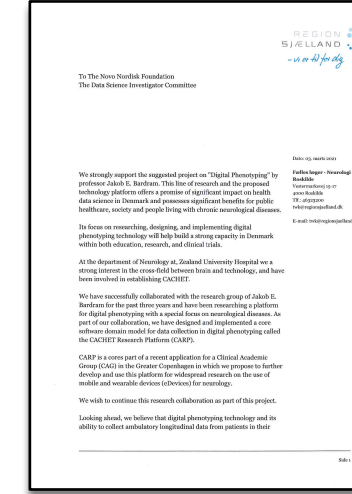 REGION
SJÆLLAND
- vi er til for dig
To The Novo Nordisk Foundation
The Data Science Investigator Committee
Dato: 03. marts 2021
Fælles køger - Neurologi
Roskilde
Vestermarksvej 15-17
4000 Roskilde
Tlf.: 46323200
twk@regionsjaelland.dk
E-mail: twk@regionsjaelland
We strongly support the suggested project on "Digital Phenotyping" by
professor Jakob E. Bardram. This line of research and the proposed
technology platform offers a promise of significant impact on health
data science in Denmark and possesses significant benefits for public
healthcare, society and people living with chronic neurological diseases.
Its focus on researching, designing, and implementing digital
phenotyping technology will help build a strong capacity in Denmark
within both education, research, and clinical trials.
At the department of Neurology at, Zealand University Hospital we a
strong interest in the cross-field between brain and technology, and have
been involved in establishing CACHET.
We have successfully collaborated with the research group of Jakob E.
Bardram for the past three years and have been researching a platform
for digital phenotyping with a special focus on neurological diseases. As
part of our collaboration, we have designed and implemented a core
software domain model for data collection in digital phenotyping called
the CACHET Research Platform (CARP).
CARP is a cores part of a recent application for a Clinical Academic
Group (CAG) in the Greater Copenhagen in which we propose to further
develop and use this platform for widespread research on the use of
mobile and wearable devices (eDevices) for neurology.
We wish to continue this research collaboration as part of this project.
Looking ahead, we believe that digital phenotyping technology and its
ability to collect ambulatory longitudinal data from patients in their
Side 1